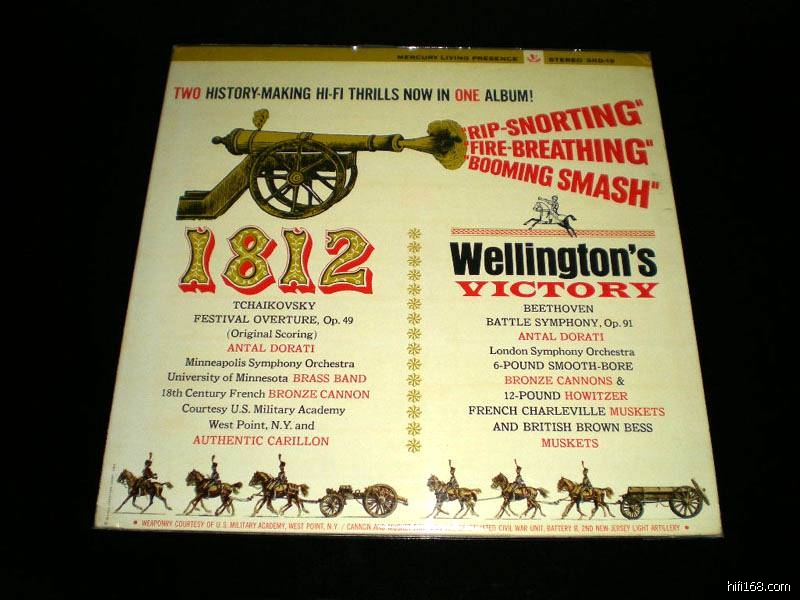 MERCURY LIVING PRESENCE STEREO SRD-19
TWO HISTORY-MAKING HI-FI THRILLS NOW IN ONE ALBUM!
"RIP-SNORTING"
"FIRE-BREATHING"
"BOOMING SMASH"
1812
TCHAIKOVSKY
FESTIVAL OVERTURE, Op. 49
(Original Scoring)
ANTAL DORATI
Minneapolis Symphony Orchestra
University of Minnesota BRASS BAND
18th Century French BRONZE CANNON
Courtesy U.S. Military Academy
West Point, N.Y. and
AUTHENTIC CARILLON
Wellington's
VICTORY
BEETHOVEN
BATTLE SYMPHONY, Op. 91
ANTAL DORATI
London Symphony Orchestra
6-POUND SMOOTH-BORE
BRONZE CANNONS &
12-POUND HOWITZER
FRENCH CHARLEVILLE MUSKETS
AND BRITISH BROWN BESS
MUSKETS
• WEAPONRY COURTESY OF U.S. MILITARY ACADEMY, WEST POINT, N.Y. / CANNON AND MUSKET CIVIL WAR UNIT, BATTERY B, 2ND NEW-JERSEY LIGHT ARTILLERY •
hifi168.com